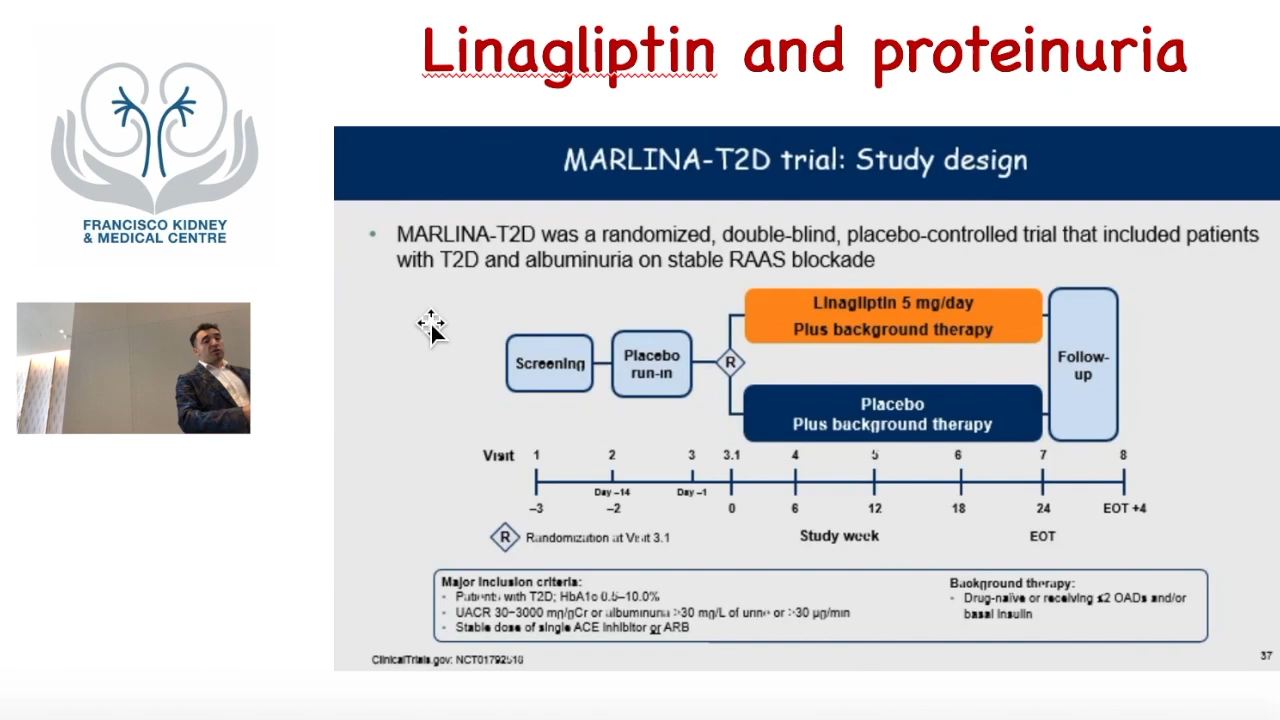 Linagliptin and proteinuria
FRANCISCO KIDNEY
& MEDICAL CENTRE
MARLINA-T2D trial: Study design
• MARLINA-T2D was a randomized, double-blind, placebo-controlled trial that included patients
with T2D and albuminuria on stable RAAS blockade
Linagliptin 5 mg/day
Plus background therapy
Screening
Placebo
run-in
R
Follow-
up
Placebo
Plus background therapy
Visit 1 2 3 3.1 4 5 6 7 8
Day –14 Day –1
–3 –2 0 6 12 18 24 EOT +4
R Randomization at Visit 3.1
Study week
EOT
Major inclusion criteria:
• Patients with T2D; HbA1c 10.0%
• UACR 30–3000 mg/gCr or albuminuria >30 mg/L of urine or >30 µg/min
• Stable dose of single ACE inhibitor or ARB
Background therapy:
• Drug-naïve or receiving ≤2 OADs and/or
basal insulin
ClinicalTrials.gov:
37